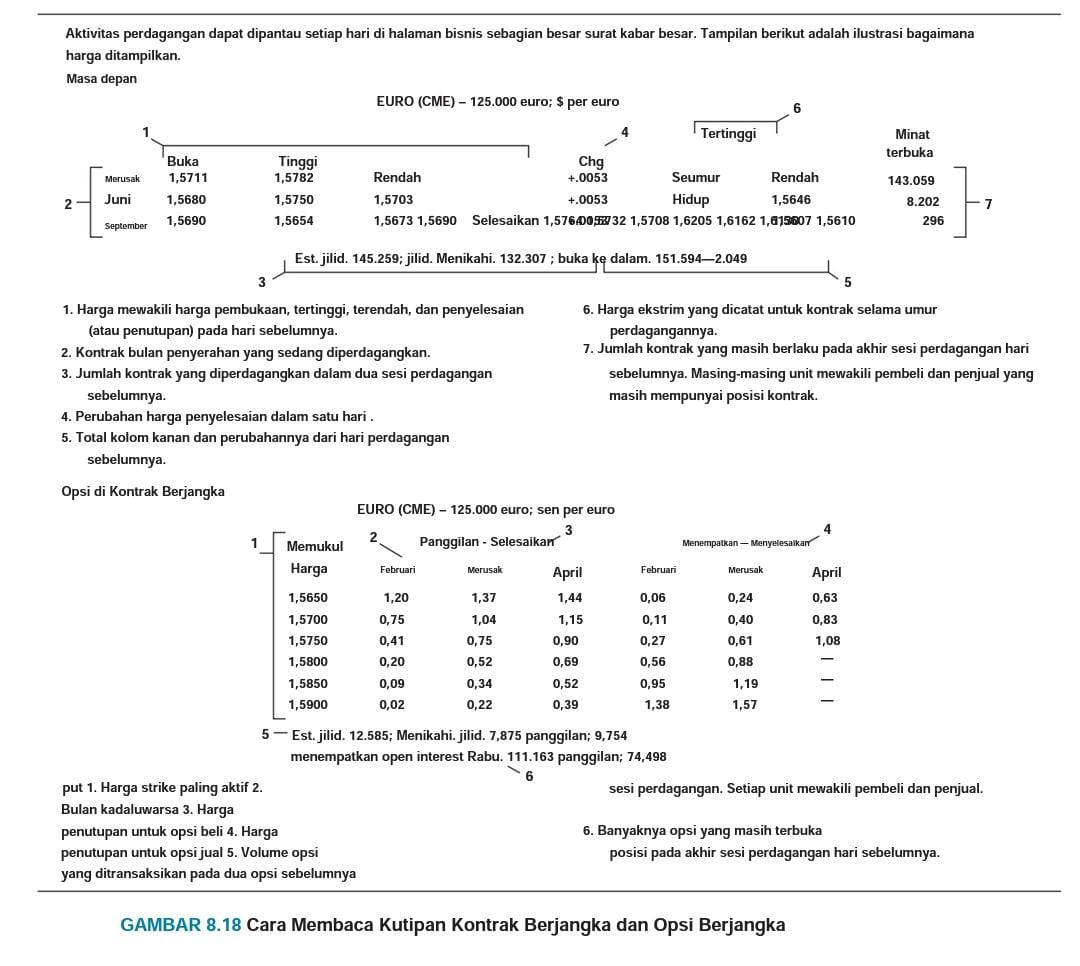 Aktivitas perdagangan dapat dipantau setiap hari di halaman bisnis sebagian besar surat kabar besar. Tampilan berikut adalah ilustrasi bagaimana
harga ditampilkan.
Masa depan
EURO (CME) – 125.000 euro; $ per euro
6
1
4
Tertinggi
Minat
terbuka
Buka Tinggi Chg
Merusak 1,5711 1,5782 Rendah +.0053 Seumur Rendah 143.059
2 Juni 1,5680 1,5750 1,5703 +.0053 Hidup 1,5646 8.202 7
September 1,5690 1,5654 1,5673 1,5690 Selesaikan 1,5764 1,5732 1,5708 1,6205 1,6162 1,5607 1,5610 296
Est. jilid. 145.259; jilid. Menikahi. 132.307 ; buka ke dalam. 151.594—2.049
3 5
1. Harga mewakili harga pembukaan, tertinggi, terendah, dan penyelesaian
(atau penutupan) pada hari sebelumnya.
2. Kontrak bulan penyerahan yang sedang diperdagangkan.
3. Jumlah kontrak yang diperdagangkan dalam dua sesi perdagangan
sebelumnya.
4. Perubahan harga penyelesaian dalam satu hari .
5. Total kolom kanan dan perubahannya dari hari perdagangan
sebelumnya.
6. Harga ekstrim yang dicatat untuk kontrak selama umur
perdagangannya.
7. Jumlah kontrak yang masih berlaku pada akhir sesi perdagangan hari
sebelumnya. Masing-masing unit mewakili pembeli dan penjual yang
masih mempunyai posisi kontrak.
Opsi di Kontrak Berjangka
EURO (CME) – 125.000 euro; sen per euro
1 Memukul 2 Panggilan - Selesaikan 3 Menempatkan — Menyelesaikan 4
Harga Februari Merusak April Februari Merusak April
1,5650 1,20 1,37 1,44 0,06 0,24 0,63
1,5700 0,75 1,04 1,15 0,11 0,40 0,83
1,5750 0,41 0,75 0,90 0,27 0,61 1,08
1,5800 0,20 0,52 0,69 0,56 0,88 —
1,5850 0,09 0,34 0,52 0,95 1,19 —
1,5900 0,02 0,22 0,39 1,38 1,57 —
5 Est. jilid. 12.585; Menikahi. jilid. 7,875 panggilan; 9,754
menempatkan open interest Rabu. 111.163 panggilan; 74,498
6
put 1. Harga strike paling aktif 2.
Bulan kadaluwarsa 3. Harga
penutupan untuk opsi beli 4. Harga
penutupan untuk opsi jual 5. Volume opsi
yang ditransaksikan pada dua opsi sebelumnya
sesi perdagangan. Setiap unit mewakili pembeli dan penjual.
6. Banyaknya opsi yang masih terbuka
posisi pada akhir sesi perdagangan hari sebelumnya.
GAMBAR 8.18 Cara Membaca Kutipan Kontrak Berjangka dan Opsi Berjangka